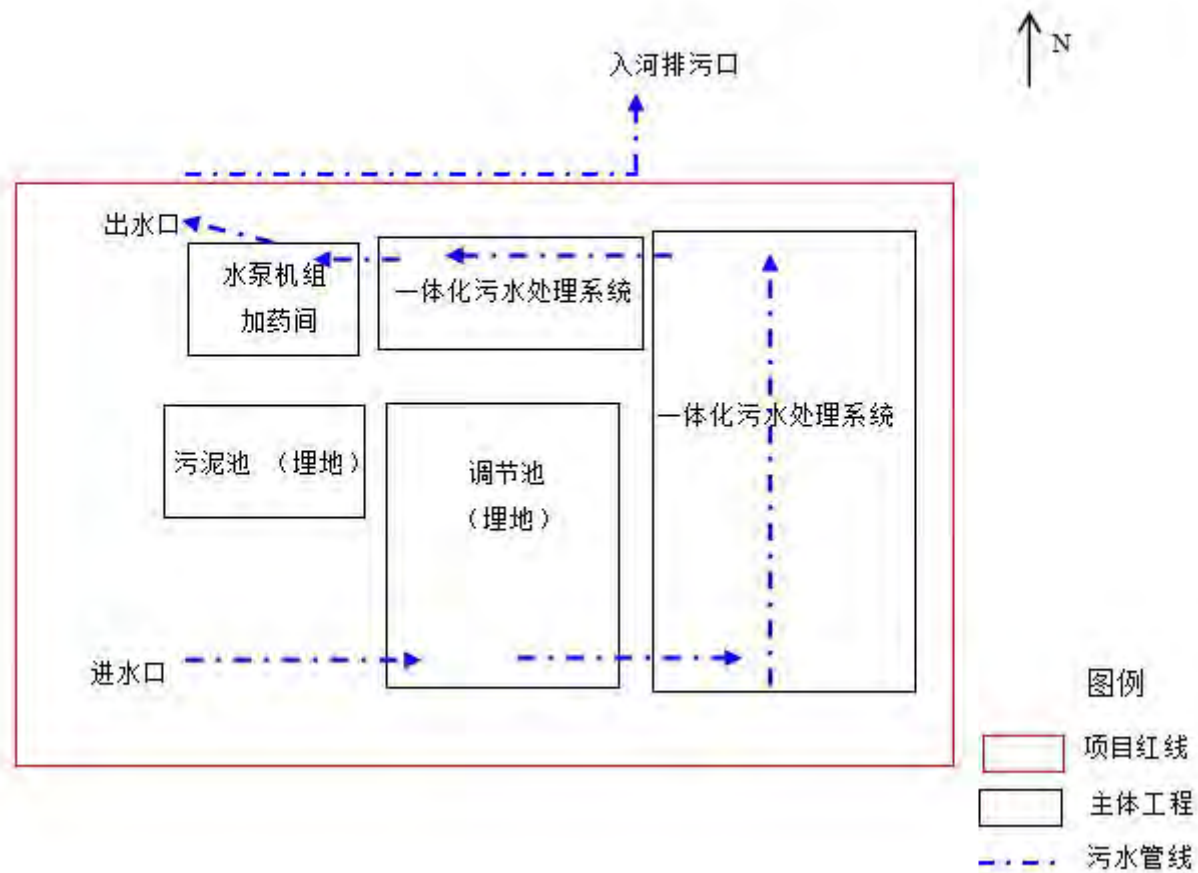 N
入河排污口
出水口
水泵机组
加药间
一体化污水处理系统
一体化污水处理系统
污泥池 （埋地）
调节池
（埋地）
进水口
图例
项目红线
主体工程
污水管线